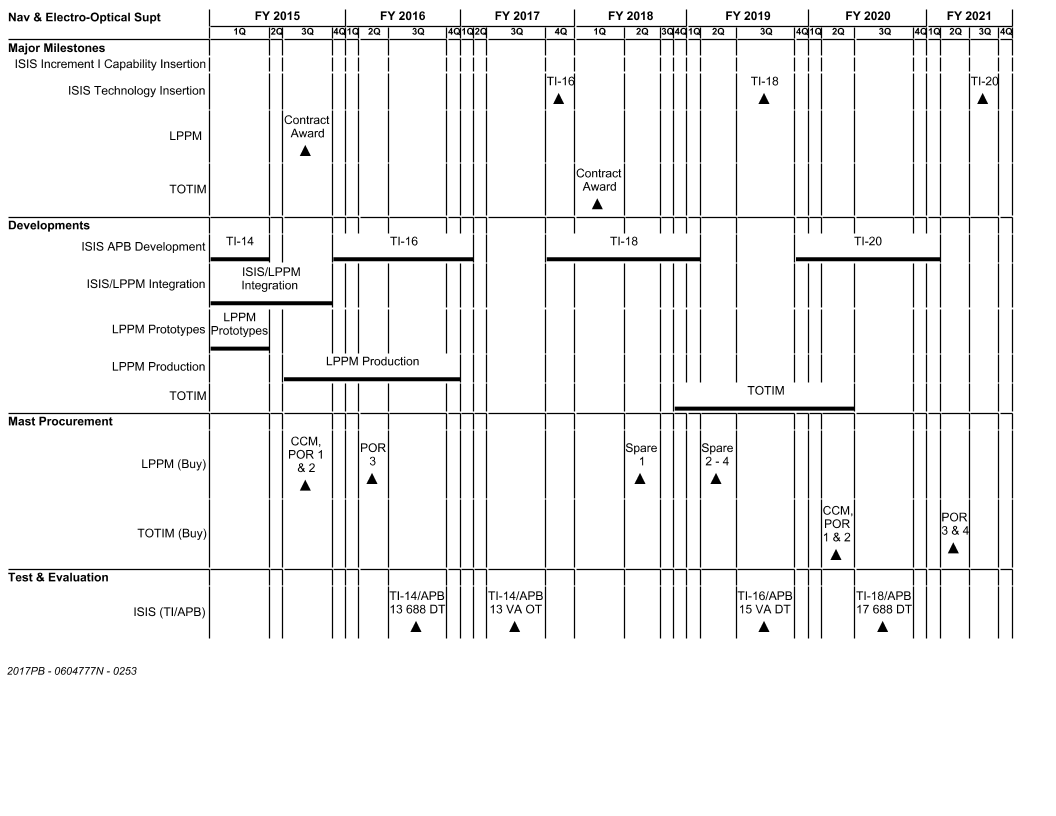 Nav & Electro-Optical Supt FY 2015 FY 2016 FY 2017 FY 2018 FY 2019 FY 2020 FY 2021
1Q 2Q 3Q 4Q 1Q 2Q 3Q 4Q 1Q 2Q 3Q 4Q 1Q 2Q 3Q 4Q 1Q 2Q 3Q 4Q 1Q 2Q 3Q 4Q 1Q 2Q 3Q 4Q
Major Milestones
ISIS Increment I Capability Insertion
ISIS Technology Insertion TI-16 TI-18 TI-20
LPPM Contract
Award
TOTIM Contract
Award
Developments
ISIS APB Development TI-14 TI-16 TI-18 TI-20
ISIS/LPPM Integration ISIS/LPPM
Integration
LPPM Prototypes LPPM
Prototypes
LPPM Production LPPM Production
TOTIM TOTIM
Mast Procurement
LPPM (Buy) CCM,
POR 1
& 2
POR
3
Spare
1
Spare
2 - 4
TOTIM (Buy) CCM,
POR
1 & 2
POR
3 & 4
Test & Evaluation
ISIS (TI/APB) TI-14/APB
13 688 DT
TI-14/APB
13 VA OT
TI-16/APB
15 VA DT
TI-18/APB
17 688 DT
2017PB - 0604777N - 0253